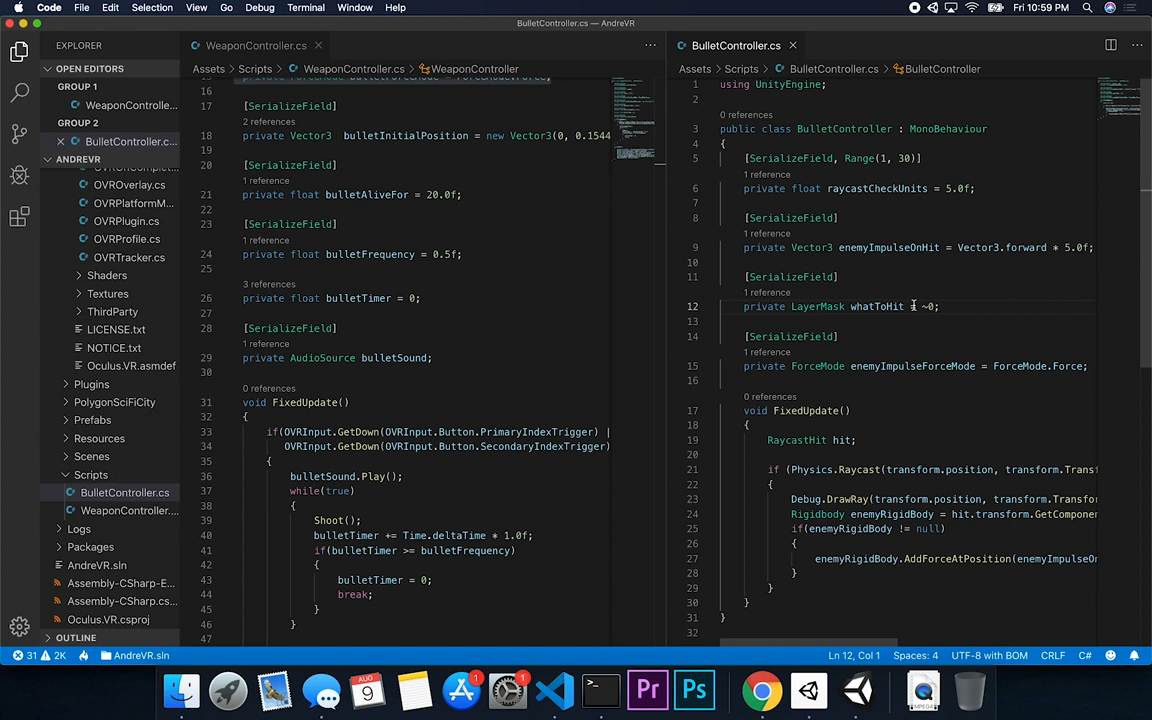 Code File Edit Selection View Go Debug Terminal Window Help Fri 10:59 PM
BulletController.cs — AndreVR
EXPLORER
OPEN EDITORS
GROUP 1
WeaponControlle...
GROUP 2
BulletController.c...
ANDREVR
OVROverlay.cs
OVRPlatformM...
OVRPlugin.cs
OVRProfile.cs
OVRTracker.cs
Shaders
Textures
ThirdParty
LICENSE.txt
NOTICE.txt
Oculus.VR.asmdef
Plugins
PolygonSciFiCity
Prefabs
Resources
Scenes
Scripts
BulletController.cs
WeaponController....
Logs
Packages
AndreVR.sln
Assembly-CSharp-E...
Assembly-CSharp.cs...
Oculus.VR.csproj
OUTLINE
WeaponController.cs
Assets > Scripts > WeaponController.cs > WeaponController
16
17 [SerializeField]
2 references
18 private Vector3 bulletInitialPosition = new Vector3(0, 0.1544
19
20 [SerializeField]
1 reference
21 private float bulletAliveFor = 20.0f;
22
23 [SerializeField]
1 reference
24 private float bulletFrequency = 0.5f;
25
3 references
26 private float bulletTimer = 0;
27
28 [SerializeField]
1 reference
29 private AudioSource bulletSound;
30
0 references
31 void FixedUpdate()
32 {
33 if(OVRInput.GetDown(OVRInput.Button.PrimaryIndexTrigger) |
34 OVRInput.GetDown(OVRInput.Button.SecondaryIndexTrigger)
35 {
36 bulletSound.Play();
37 while(true)
38 {
39 Shoot();
40 bulletTimer += Time.deltaTime * 1.0f;
41 if(bulletTimer >= bulletFrequency)
42 {
43 bulletTimer = 0;
44 break;
45 }
46 }
47
BulletController.cs
Assets > Scripts > BulletController.cs > BulletController
1 using UnityEngine;
2
0 references
3 public class BulletController : MonoBehaviour
4 {
5 [SerializeField, Range(1, 30)]
1 reference
6 private float raycastCheckUnits = 5.0f;
7
8 [SerializeField]
1 reference
9 private Vector3 enemyImpulseOnHit = Vector3.forward * 5.0f;
10
11 [SerializeField]
1 reference
12 private LayerMask whatToHit = ~0;
13
14 [SerializeField]
1 reference
15 private ForceMode enemyImpulseForceMode = ForceMode.Force;
16
0 references
17 void FixedUpdate()
18 {
19 RaycastHit hit;
20
21 if (Physics.Raycast(transform.position, transform.Transf
22 {
23 Debug.DrawRay(transform.position, transform.Transfo
24 Rigidbody enemyRigidBody = hit.transform.GetComponen
25 if(enemyRigidBody != null)
26 {
27 enemyRigidBody.AddForceAtPosition(enemyImpulseOn
28 }
29 }
30 }
31 }
32
31 2K AndreVR.sln Ln 12, Col 1 Spaces: 4 UTF-8 with BOM CRLF C#
AUG
9
1
1
Pr
Ps